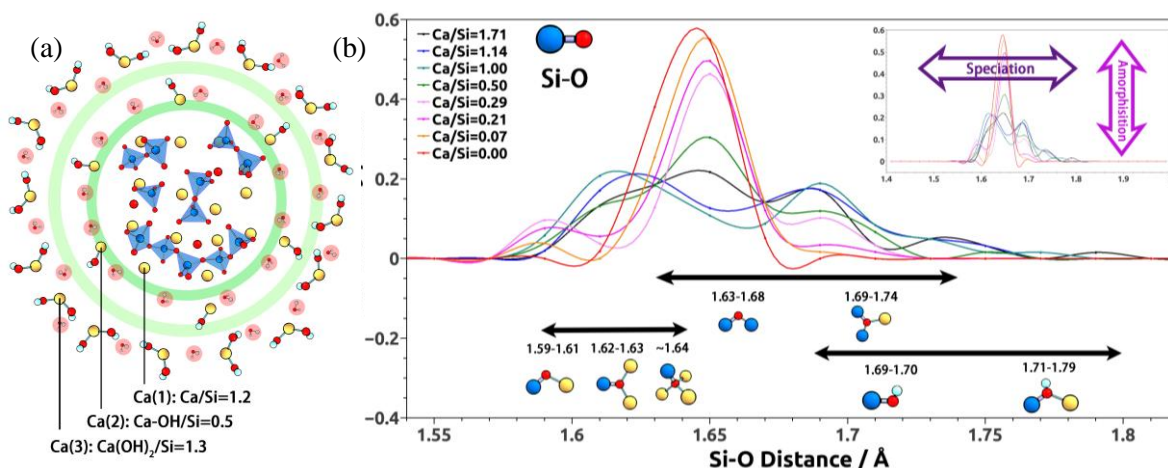 (a)
Ca(1): Ca/Si=1.2
Ca(2): Ca-OH/Si=0.5
Ca(3): Ca(OH)2/Si=1.3
(b)
0.6
0.4
0.2
0
−0.2
−0.4
Ca/Si=1.71
Ca/Si=1.14
Ca/Si=1.00
Ca/Si=0.50
Ca/Si=0.29
Ca/Si=0.21
Ca/Si=0.07
Ca/Si=0.00
Si-O
0.6
0.5
0.4
0.3
0.2
0.1
0
1.4 1.5 1.6 1.7 1.8 1.9
Speciation
Amorphisition
1.63-1.68
1.69-1.74
1.59-1.61
1.62-1.63
~1.64
1.69-1.70
1.71-1.79
1.55 1.6 1.65 1.7 1.75 1.8
Si-O Distance / Å